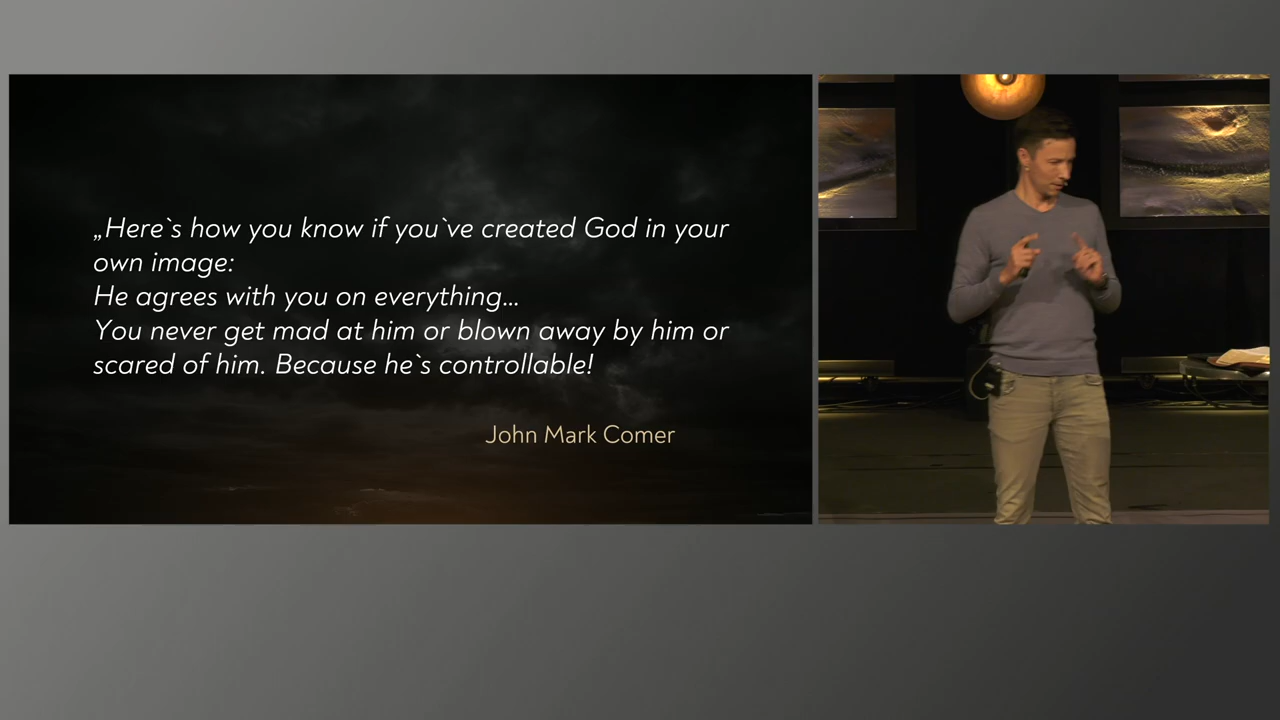 „Here`s how you know if you`ve created God in your
own image:
He agrees with you on everything...
You never get mad at him or blown away by him or
scared of him. Because he`s controllable!
John Mark Comer